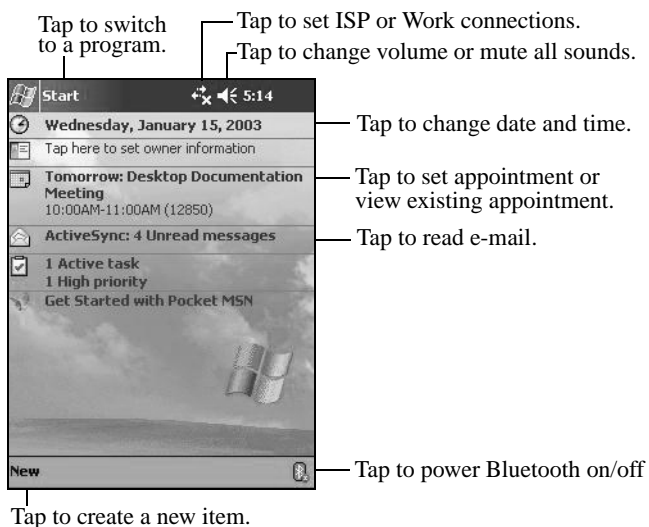 Tap to switch
to a program.
Tap to set ISP or Work connections.
Tap to change volume or mute all sounds.
Start
5:14
Wednesday, January 15, 2003
Tap to change date and time.
Tap here to set owner information
Tomorrow: Desktop Documentation
Meeting
10:00AM-11:00AM (12850)
Tap to set appointment or
view existing appointment.
ActiveSync: 4 Unread messages
Tap to read e-mail.
1 Active task
1 High priority
Get Started with Pocket MSN
New
Tap to power Bluetooth on/off
Tap to create a new item.